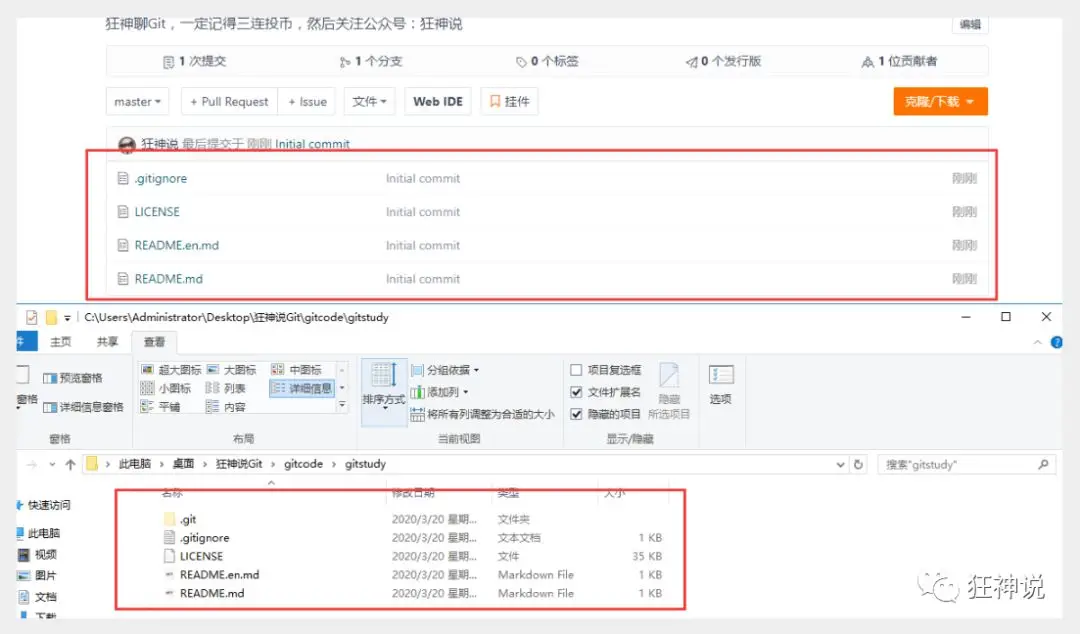 狂神聊Git，一定记得三连投币，然后关注公众号：狂神说
编辑
1 次提交 1 个分支 0 个标签 0 个发行版 1 位贡献者
master + Pull Request + Issue 文件 Web IDE 挂件 克隆/下载
狂神说 最后提交于 刚刚 Initial commit
.gitignore Initial commit 刚刚
LICENSE Initial commit 刚刚
README.en.md Initial commit 刚刚
README.md Initial commit 刚刚
C:\Users\Administrator\Desktop\狂神说Git\gitcode\gitstudy
主页 共享 查看
预览窗格 超大图标 大图标 中图标 分组依据 项目复选框
窗格 小图标 列表 详细信息 排序方式 添加列 文件扩展名 隐藏 选项
详细信息窗格 平铺 内容 将所有列调整为合适的大小 隐藏的项目 所选项目
窗格 布局 当前视图 显示/隐藏
此电脑 › 桌面 › 狂神说Git › gitcode › gitstudy 搜索"gitstudy"
名称 修改日期 类型 大小
快速访问
.git 2020/3/20 星期... 文件夹
此电脑
.gitignore 2020/3/20 星期... 文本文档 1 KB
视频
LICENSE 2020/3/20 星期... 文件 35 KB
图片
README.en.md 2020/3/20 星期... Markdown File 1 KB
文档
README.md 2020/3/20 星期... Markdown File 1 KB
下载
狂神说